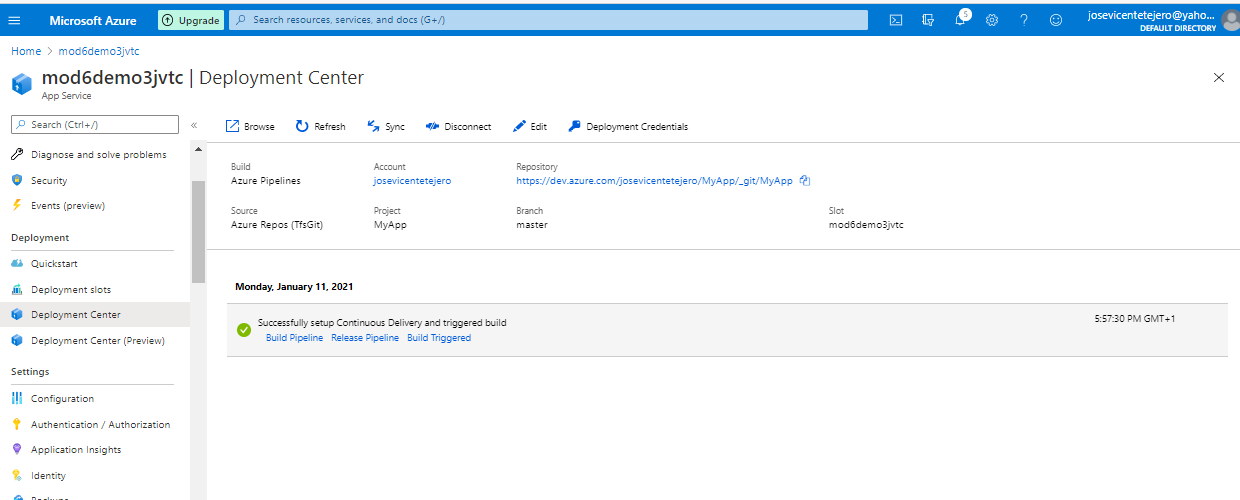 Microsoft Azure
Upgrade
Search resources, services, and docs (G+/)
5
josevicentetejero@yaho...
DEFAULT DIRECTORY
Home > mod6demo3jvtc
mod6demo3jvtc | Deployment Center
App Service
Search (Ctrl+/)
«
Browse
Refresh
Sync
Disconnect
Edit
Deployment Credentials
Diagnose and solve problems
Security
Events (preview)
Deployment
Quickstart
Deployment slots
Deployment Center
Deployment Center (Preview)
Settings
Configuration
Authentication / Authorization
Application Insights
Identity
Backups
Build
Azure Pipelines
Account
josevicentetejero
Repository
https://dev.azure.com/josevicentetejero/MyApp/_git/MyApp
Source
Azure Repos (TfsGit)
Project
MyApp
Branch
master
Slot
mod6demo3jvtc
Monday, January 11, 2021
Successfully setup Continuous Delivery and triggered build
5:57:30 PM GMT+1
Build Pipeline Release Pipeline Build Triggered